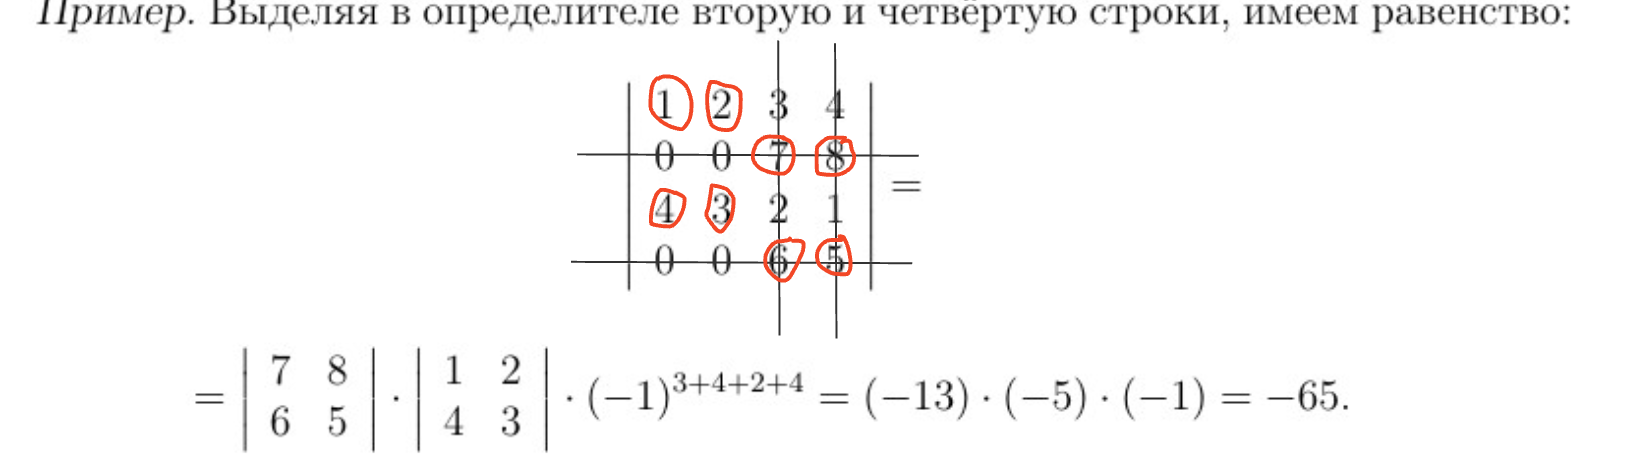 Пример. Выделяя в определителе вторую и четвёртую строки, имеем равенство:
1 2 3 4
0 0 7 8
4 3 2 1
0 0 6 5
=
= | 7 8 | · | 1 2 | · (−1)^{3+4+2+4} = (−13) · (−5) · (−1) = −65.
| 6 5 | | 4 3 |